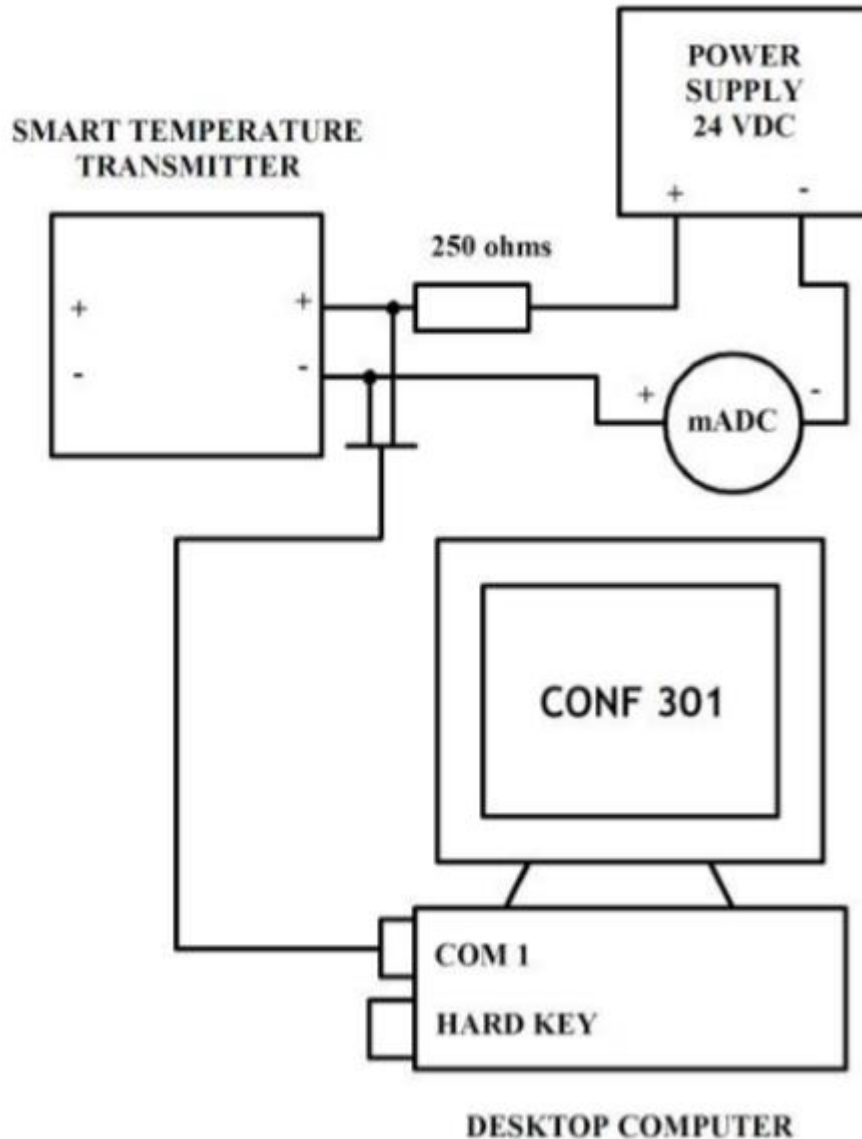 POWER
SUPPLY
24 VDC
+ -
SMART TEMPERATURE
TRANSMITTER
250 ohms
+ +
- -
+ mADC -
CONF 301
COM 1
HARD KEY
DESKTOP COMPUTER